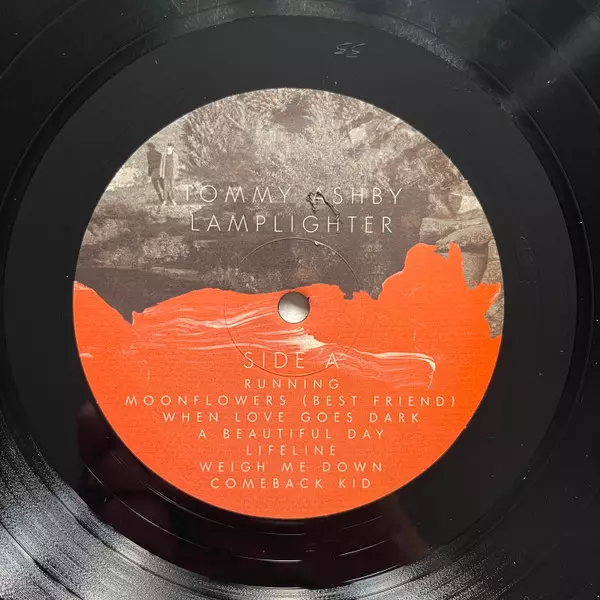 TOMMY ASHBY
LAMPLIGHTER
SIDE A
RUNNING
MOONFLOWERS (BEST FRIEND)
WHEN LOVE GOES DARK
A BEAUTIFUL DAY
LIFELINE
WEIGH ME DOWN
COMEBACK KID